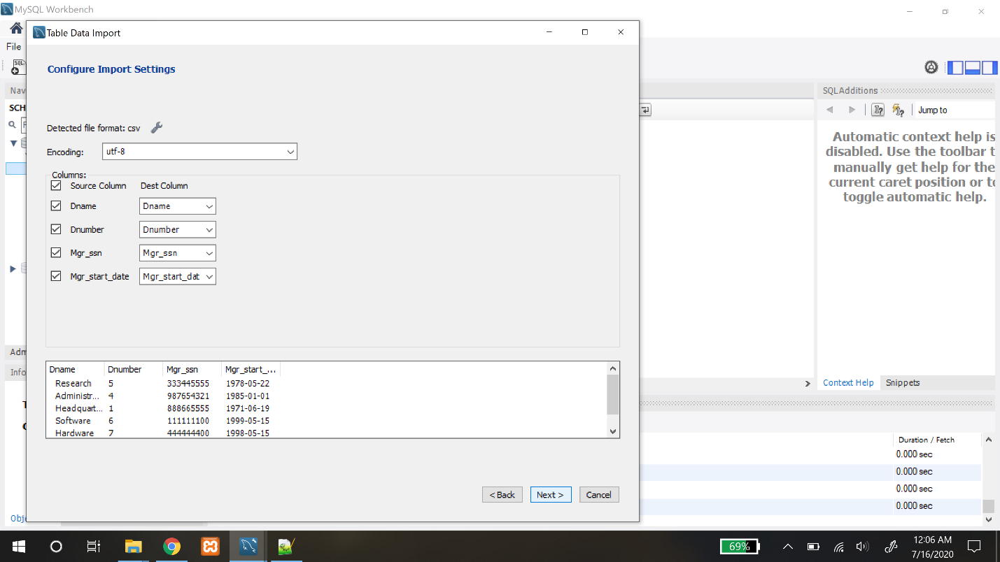 MySQL Workbench
Table Data Import
File
Configure Import Settings
Nav
SQLAdditions
SCH
Jump to
Detected file format: csv
Encoding:
utf-8
Automatic context help is
disabled. Use the toolbar t
manually get help for the
current caret position or to
toggle automatic help.
Columns:
Source Column Dest Column
Dname Dname
Dnumber Dnumber
Mgr_ssn Mgr_ssn
Mgr_start_date Mgr_start_dat
Adm
Info
Dname Dnumber Mgr_ssn Mgr_start_...
Research 5 333445555 1978-05-22
Administr... 4 987654321 1985-01-01
Headquart... 1 888665555 1971-06-19
Software 6 111111100 1999-05-15
Hardware 7 444444400 1998-05-15
Context Help Snippets
Duration / Fetch
0.000 sec
0.000 sec
0.000 sec
0.000 sec
< Back Next > Cancel
Obje
69%
12:06 AM
7/16/2020